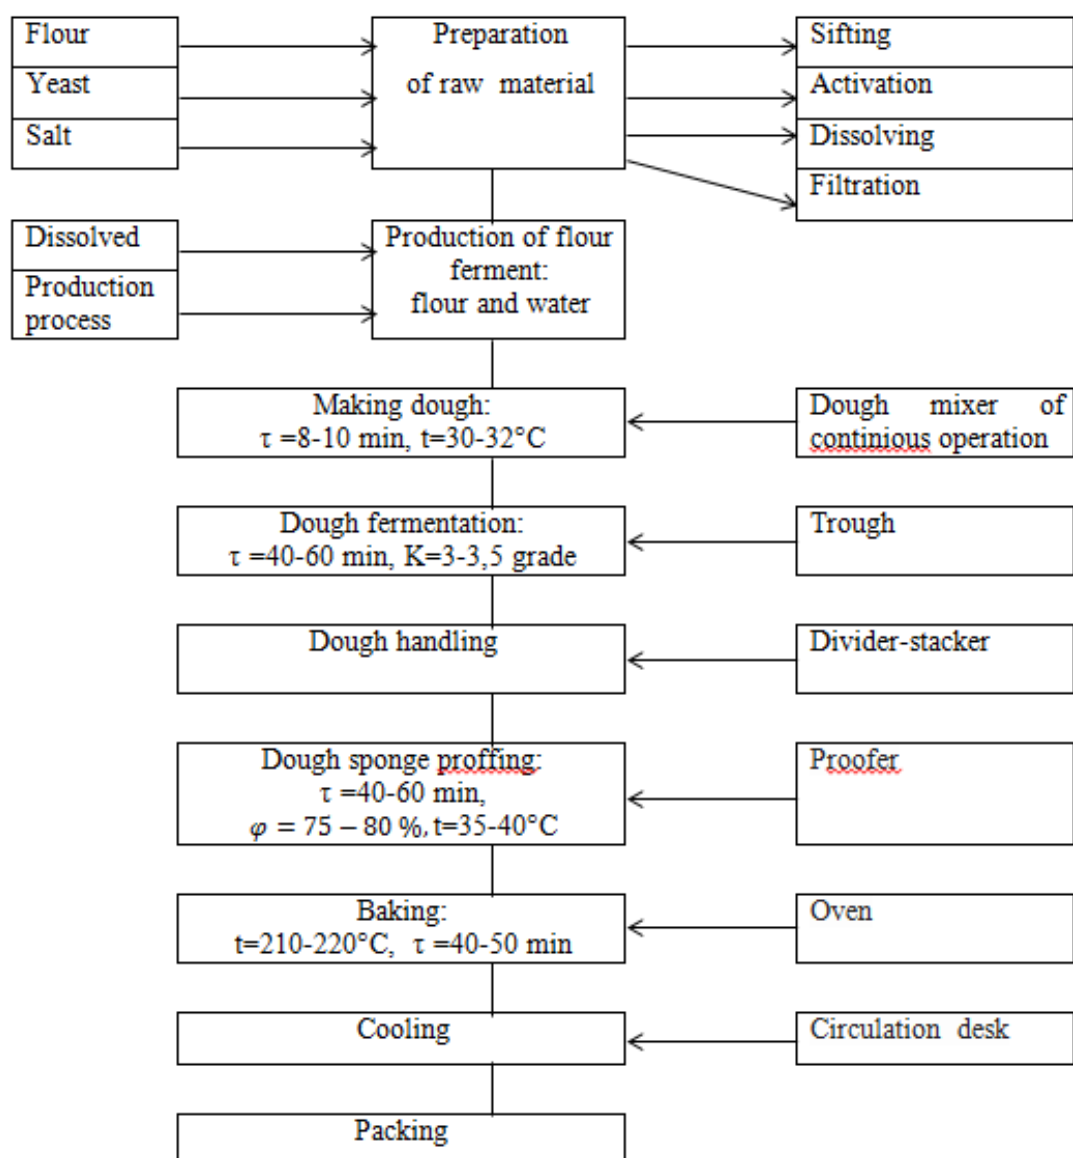 Flour
Preparation
Sifting
Yeast
of raw material
Activation
Salt
Dissolving
Filtration
Dissolved
Production of flour
ferment:
Production
process
flour and water
Making dough:
τ =8-10 min, t=30-32°C
Dough mixer of
continious operation
Dough fermentation:
τ =40-60 min, K=3-3,5 grade
Trough
Dough handling
Divider-stacker
Dough sponge proffing:
τ =40-60 min,
φ = 75 – 80 %, t=35-40°C
Proofer
Baking:
t=210-220°C, τ =40-50 min
Oven
Cooling
Circulation desk
Packing